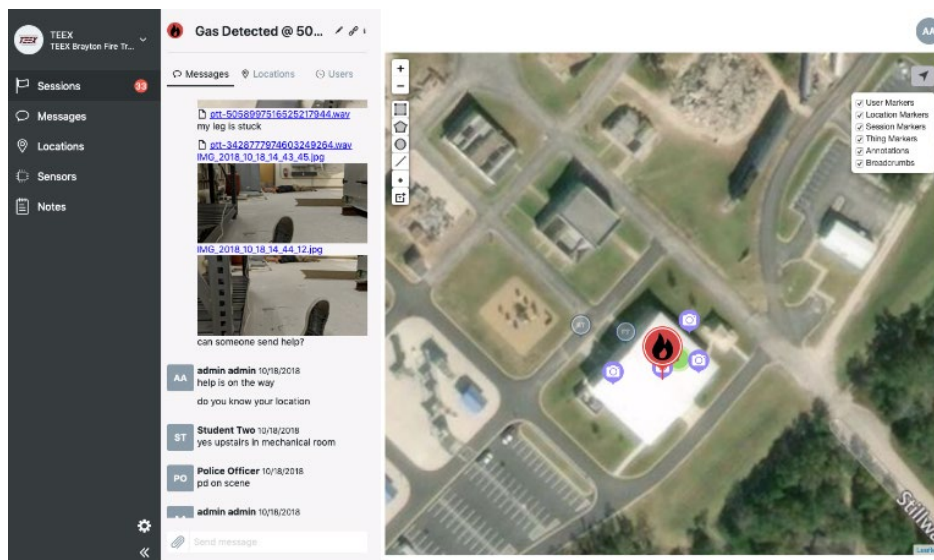 TEEX
TEEX
TEEX Brayton Fire Tr...
Sessions
33
Messages
Locations
Sensors
Notes
Gas Detected @ 50...
Messages
Locations
Users
ptt-5058997516525217944.wav
my leg is stuck
ptt-3428777974603249264.wav
IMG_2018_10_18_14_43_45.jpg
IMG_2018_10_18_14_44_12.jpg
can someone send help?
AA
admin admin 10/18/2018
help is on the way
do you know your location
ST
Student Two 10/18/2018
yes upstairs in mechanical room
PO
Police Officer 10/18/2018
pd on scene
admin admin 10/18/2018
Send message
+
−
AA
User Markers
Location Markers
Session Markers
Thing Markers
Annotations
Breadcrumbs
Stillw